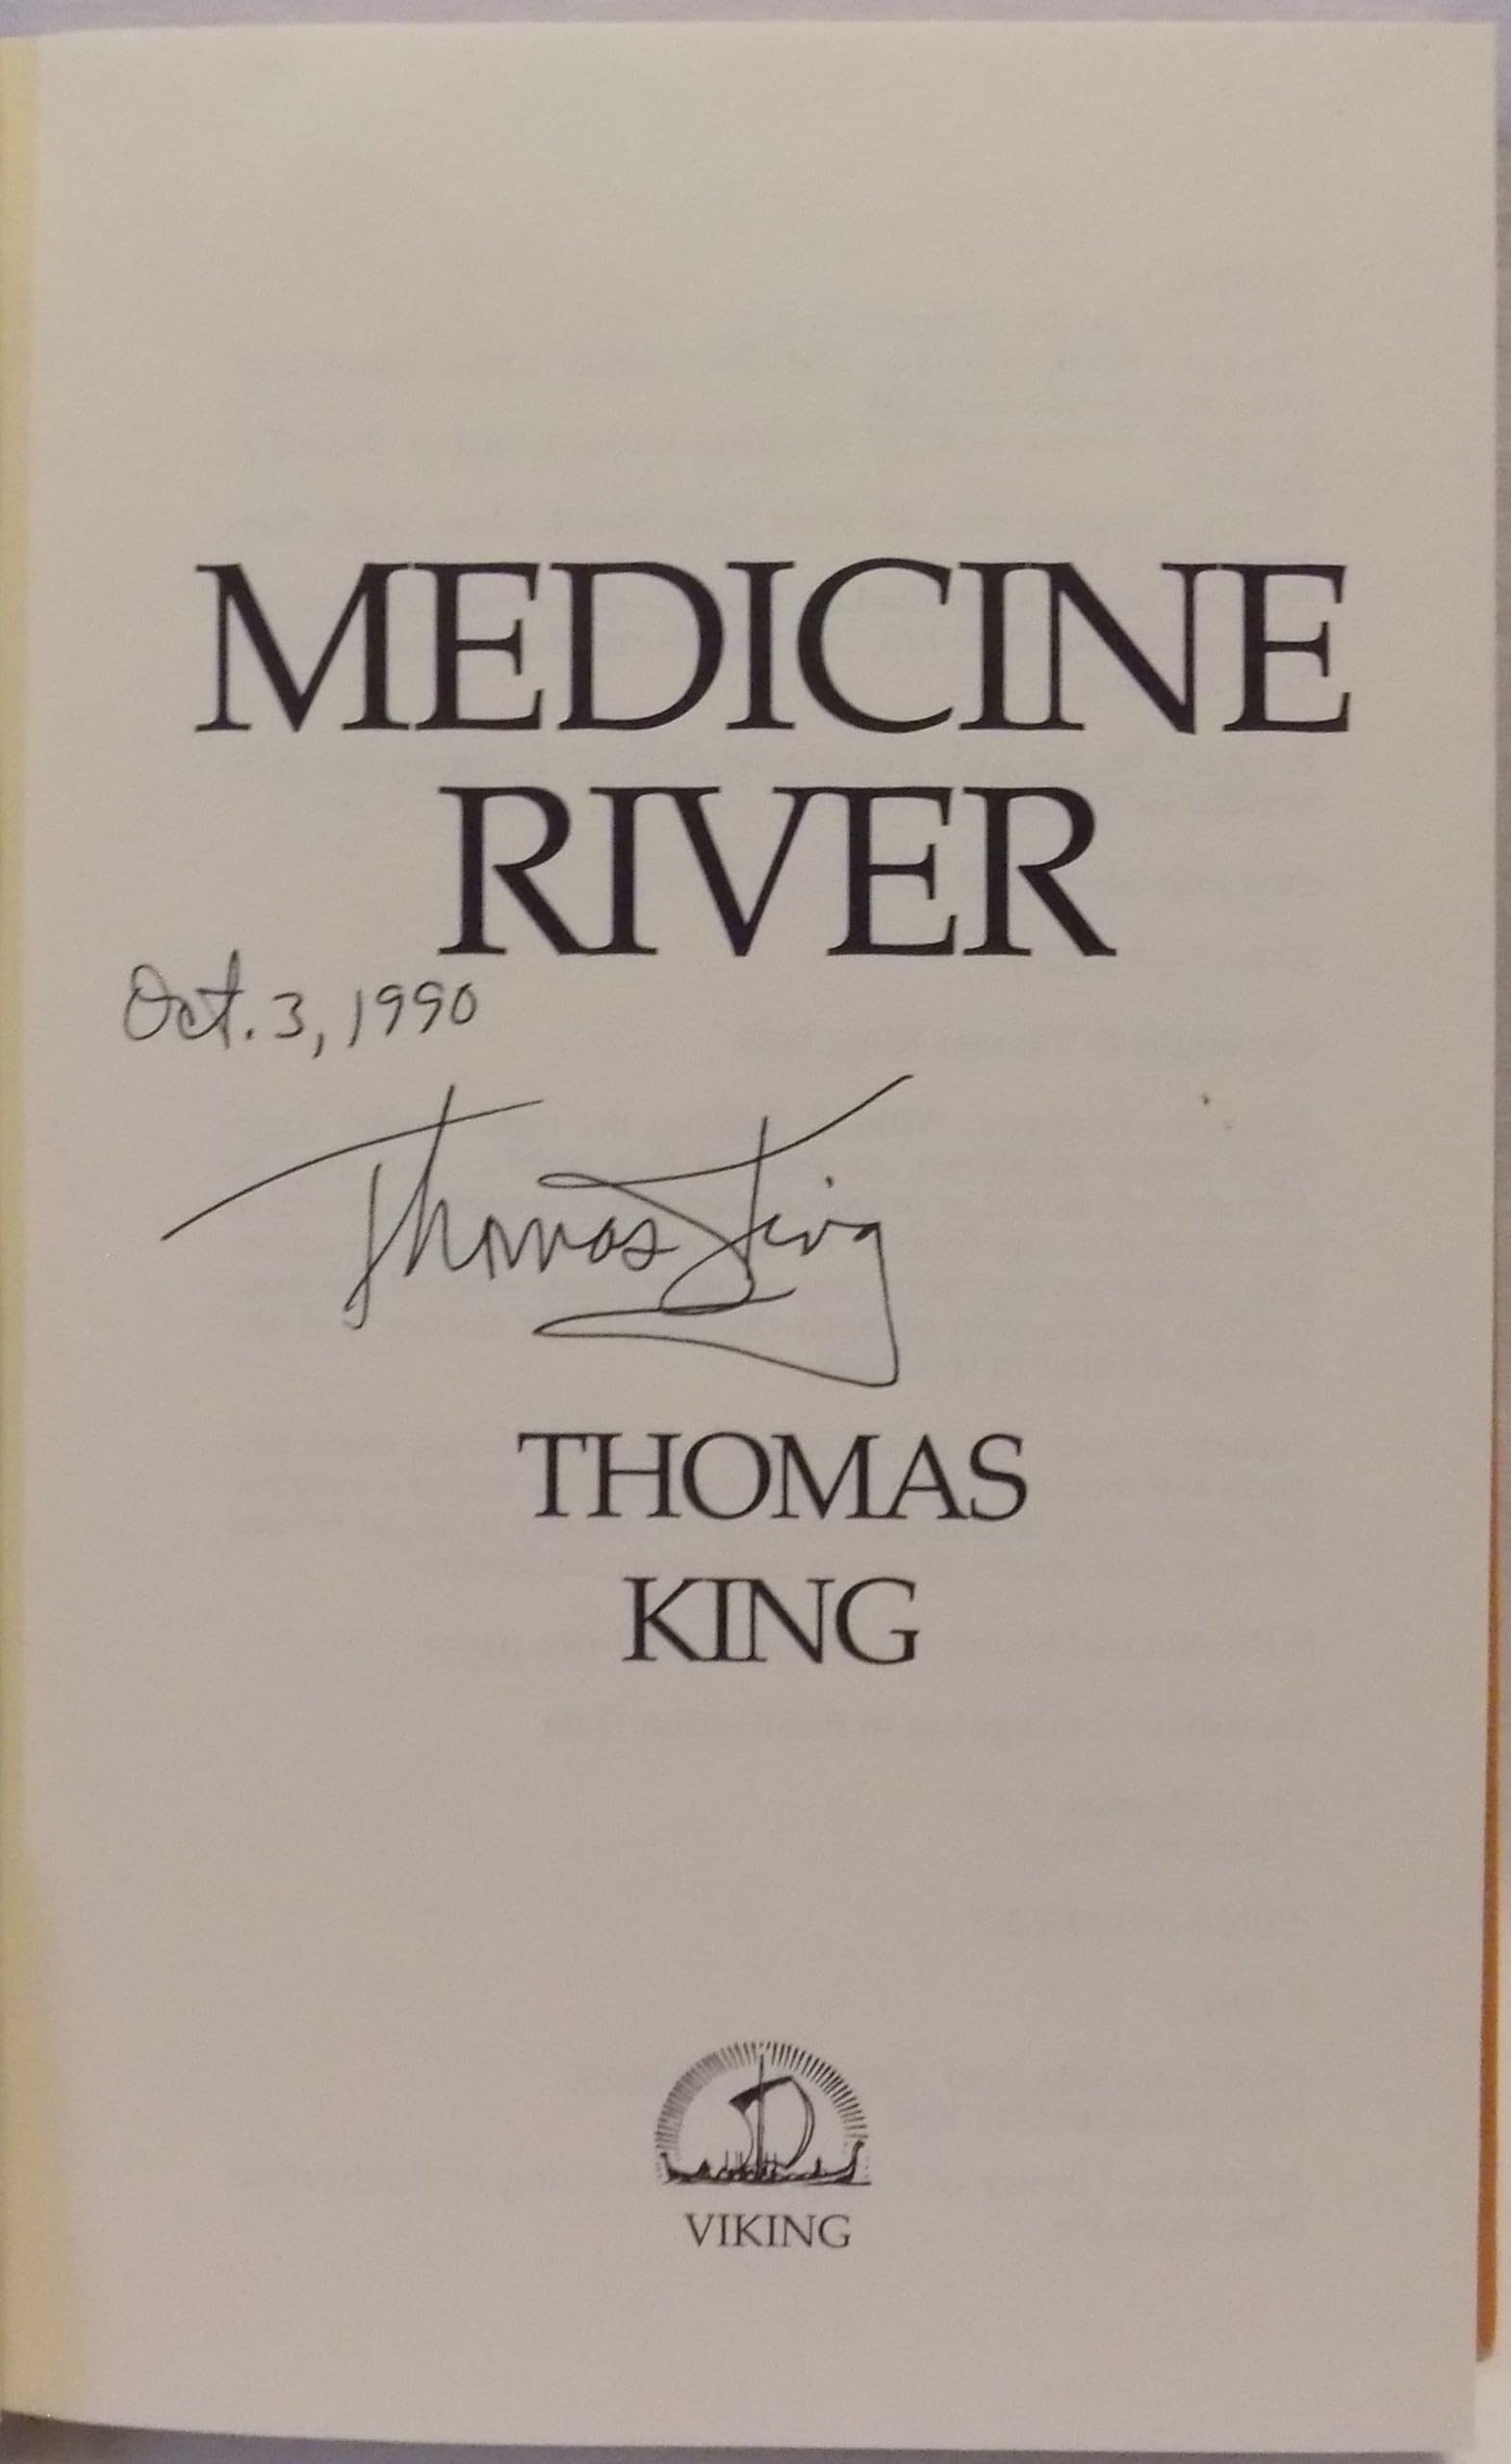 MEDICINE
RIVER
Oct. 3, 1990
Thomas King
THOMAS
KING
VIKING